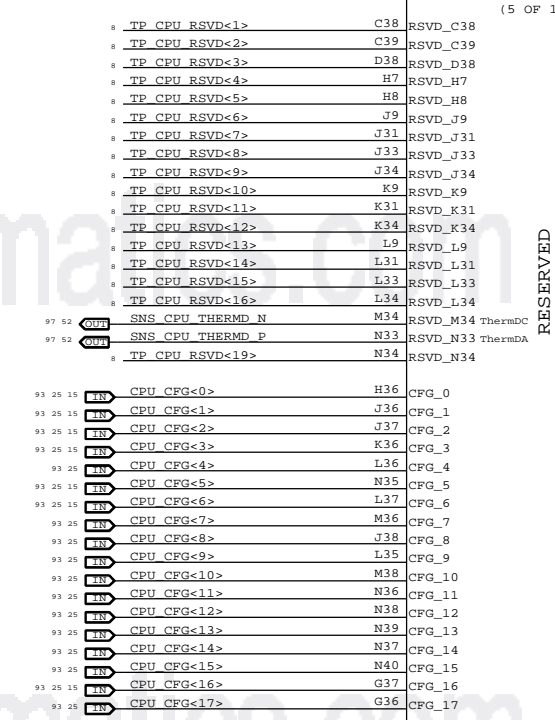 (5 OF 1
8 TP_CPU_RSVD<1> C38 RSVD_C38
8 TP_CPU_RSVD<2> C39 RSVD_C39
8 TP_CPU_RSVD<3> D38 RSVD_D38
8 TP_CPU_RSVD<4> H7 RSVD_H7
8 TP_CPU_RSVD<5> H8 RSVD_H8
8 TP_CPU_RSVD<6> J9 RSVD_J9
8 TP_CPU_RSVD<7> J31 RSVD_J31
8 TP_CPU_RSVD<8> J33 RSVD_J33
8 TP_CPU_RSVD<9> J34 RSVD_J34
8 TP_CPU_RSVD<10> K9 RSVD_K9
8 TP_CPU_RSVD<11> K31 RSVD_K31
8 TP_CPU_RSVD<12> K34 RSVD_K34
8 TP_CPU_RSVD<13> L9 RSVD_L9
8 TP_CPU_RSVD<14> L31 RSVD_L31
8 TP_CPU_RSVD<15> L33 RSVD_L33
8 TP_CPU_RSVD<16> L34 RSVD_L34
97 52 OUT SNS_CPU_THERMD_N M34 RSVD_M34 ThermDC
97 52 OUT SNS_CPU_THERMD_P N33 RSVD_N33 ThermDA
8 TP_CPU_RSVD<19> N34 RSVD_N34
RESERVED
93 25 15 IN CPU_CFG<0> H36 CFG_0
93 25 15 IN CPU_CFG<1> J36 CFG_1
93 25 15 IN CPU_CFG<2> J37 CFG_2
93 25 15 IN CPU_CFG<3> K36 CFG_3
93 25 IN CPU_CFG<4> L36 CFG_4
93 25 15 IN CPU_CFG<5> N35 CFG_5
93 25 15 IN CPU_CFG<6> L37 CFG_6
93 25 IN CPU_CFG<7> M36 CFG_7
93 25 IN CPU_CFG<8> J38 CFG_8
93 25 IN CPU_CFG<9> L35 CFG_9
93 25 IN CPU_CFG<10> M38 CFG_10
93 25 IN CPU_CFG<11> N36 CFG_11
93 25 IN CPU_CFG<12> N38 CFG_12
93 25 IN CPU_CFG<13> N39 CFG_13
93 25 IN CPU_CFG<14> N37 CFG_14
93 25 IN CPU_CFG<15> N40 CFG_15
93 25 15 IN CPU_CFG<16> G37 CFG_16
93 25 IN CPU_CFG<17> G36 CFG_17